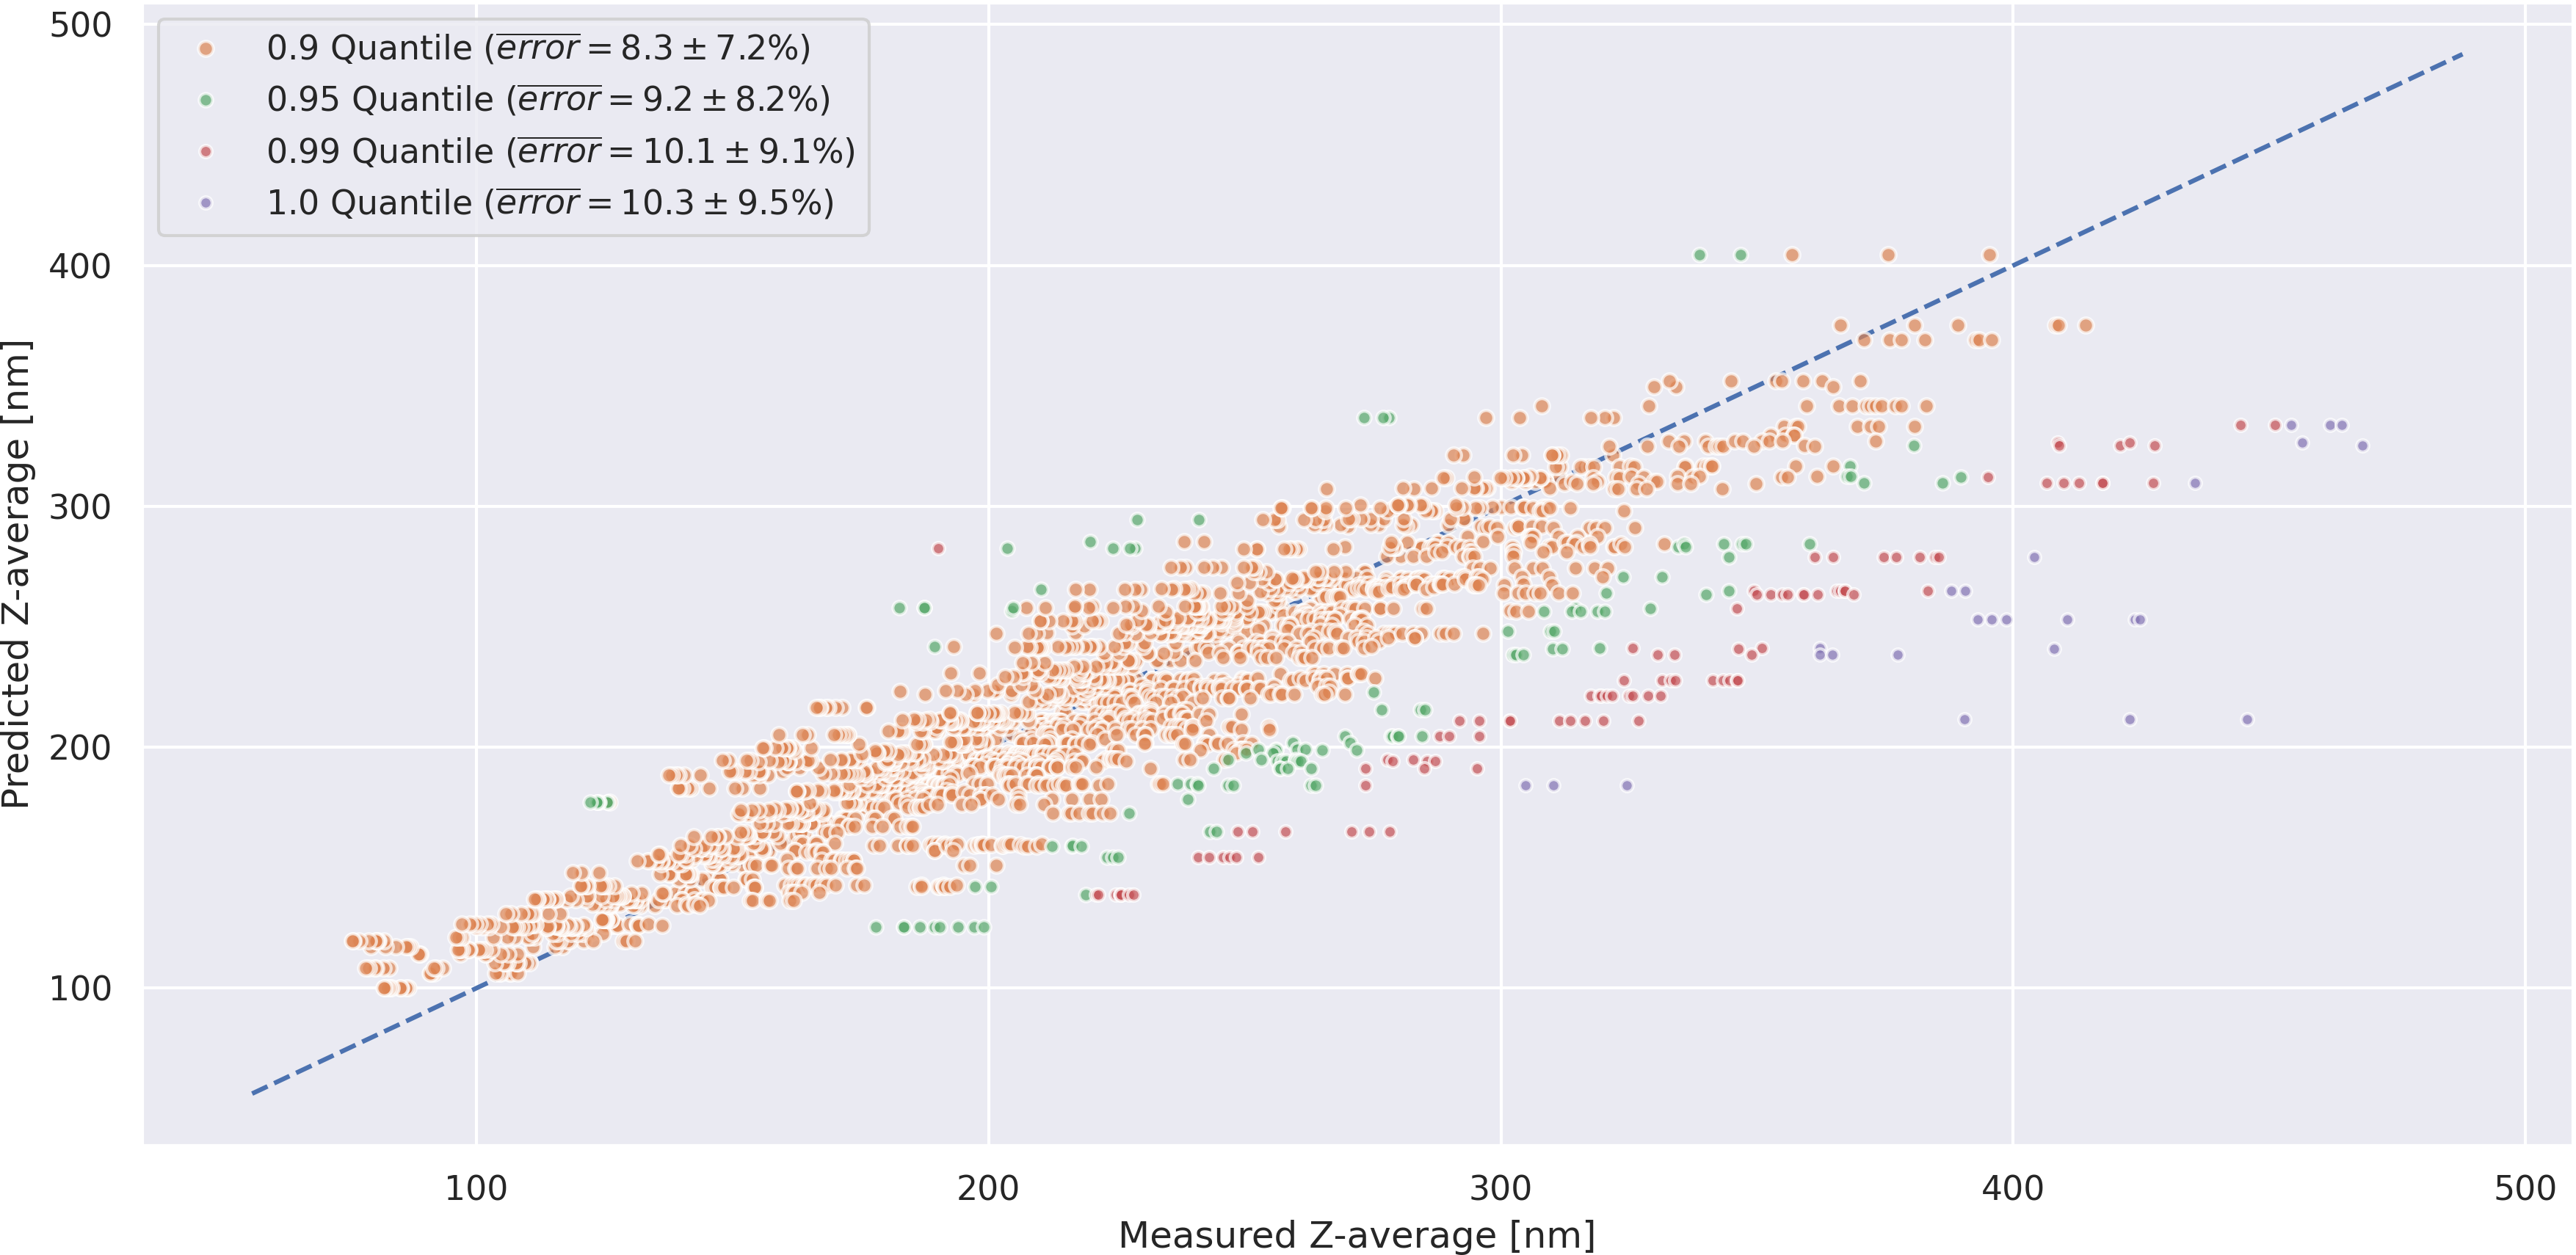 0.9 Quantile (error = 8.3 ± 7.2%)
0.95 Quantile (error = 9.2 ± 8.2%)
0.99 Quantile (error = 10.1 ± 9.1%)
1.0 Quantile (error = 10.3 ± 9.5%)
Predicted Z-average [nm]
500
400
300
200
100
100 200 300 400 500
Measured Z-average [nm]